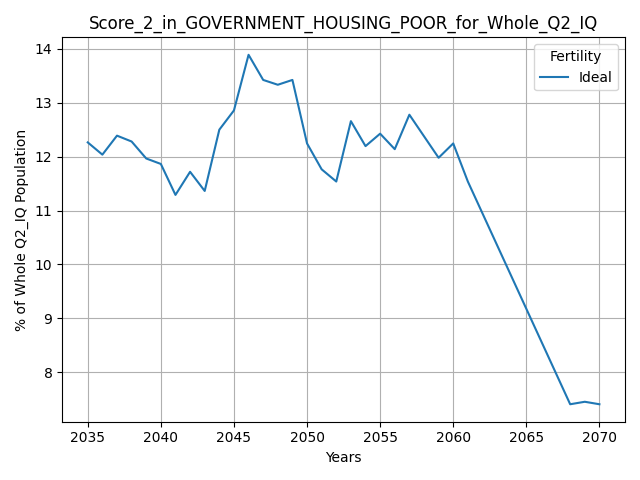 Score_2_in_GOVERNMENT_HOUSING_POOR_for_Whole_Q2_IQ
Fertility
Ideal
14
13
12
11
10
9
8
% of Whole Q2_IQ Population
2035 2040 2045 2050 2055 2060 2065 2070
Years